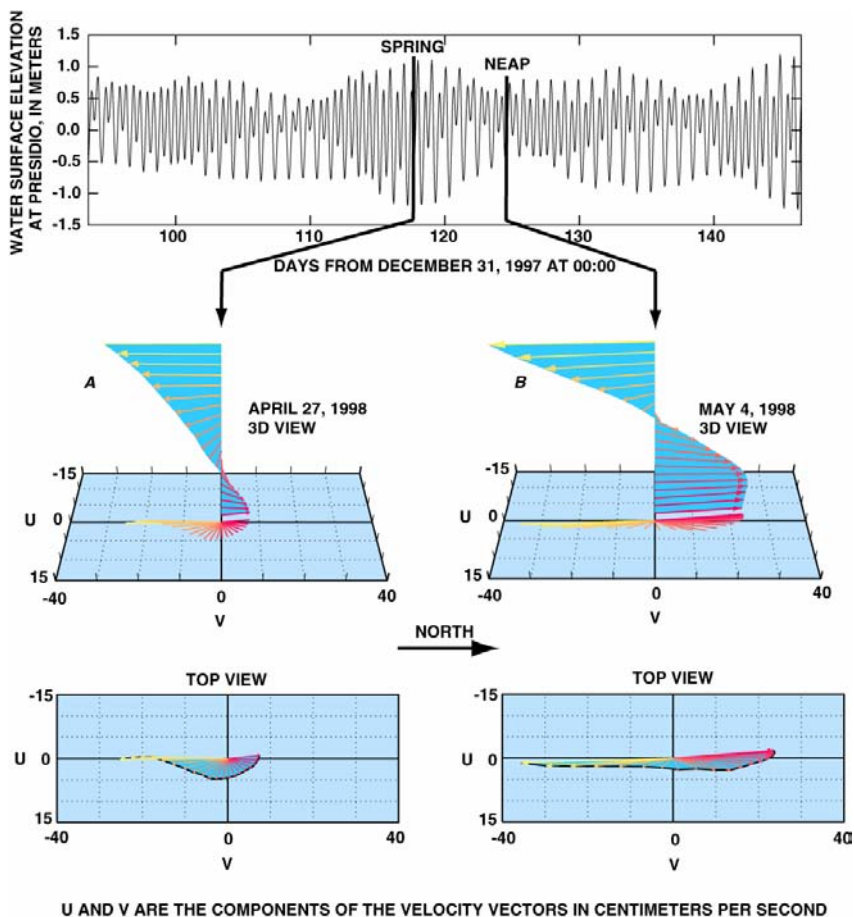 WATER SURFACE ELEVATION
AT PRESIDIO, IN METERS
1.5
1.0
0.5
0.0
-0.5
-1.0
-1.5
SPRING
NEAP
100
110
120
130
140
DAYS FROM DECEMBER 31, 1997 AT 00:00
A
APRIL 27, 1998
3D VIEW
-15
U 0
15
-40 0 40
V
B
MAY 4, 1998
3D VIEW
-15
U 0
15
-40 0 40
V
NORTH
TOP VIEW
-15
U 0
15
-40 0 40
V
TOP VIEW
-15
U 0
15
-40 0 40
V
U AND V ARE THE COMPONENTS OF THE VELOCITY VECTORS IN CENTIMETERS PER SECOND